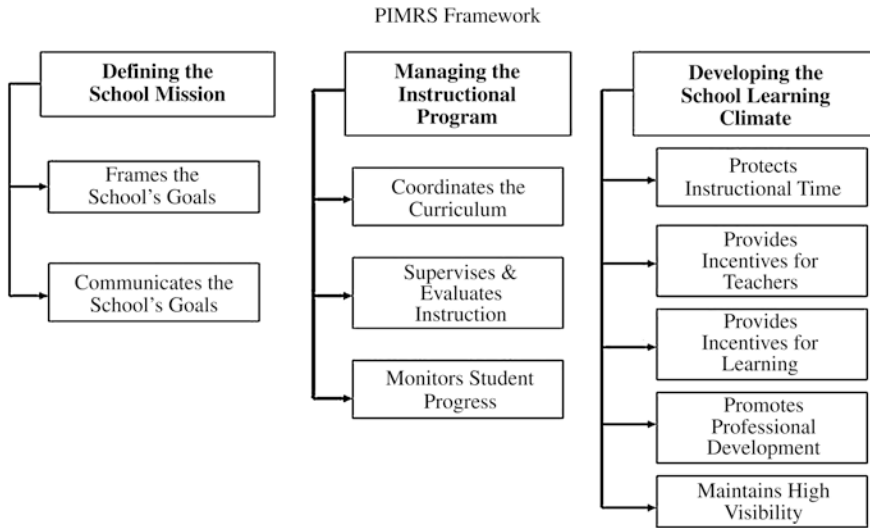 PIMRS Framework
Defining the
School Mission
Frames the
School's Goals
Communicates the
School's Goals
Managing the
Instructional
Program
Coordinates the
Curriculum
Supervises &
Evaluates
Instruction
Monitors Student
Progress
Developing the
School Learning
Climate
Protects
Instructional Time
Provides
Incentives for
Teachers
Provides
Incentives for
Learning
Promotes
Professional
Development
Maintains High
Visibility